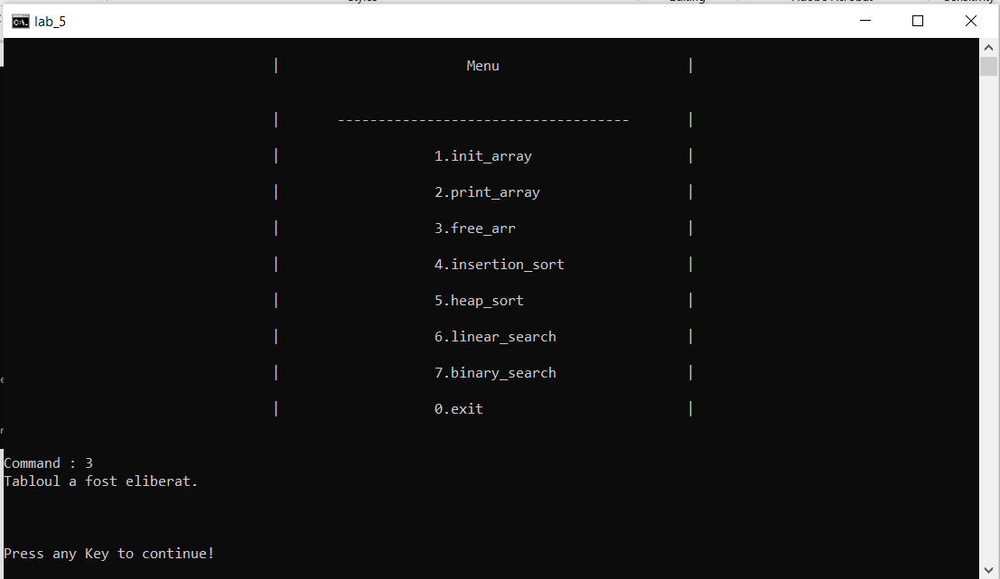 lab_5
| Menu |
| ------------------------------------ |
| 1.init_array |
| 2.print_array |
| 3.free_arr |
| 4.insertion_sort |
| 5.heap_sort |
| 6.linear_search |
| 7.binary_search |
| 0.exit |
Command : 3
Tabloul a fost eliberat.
Press any Key to continue!